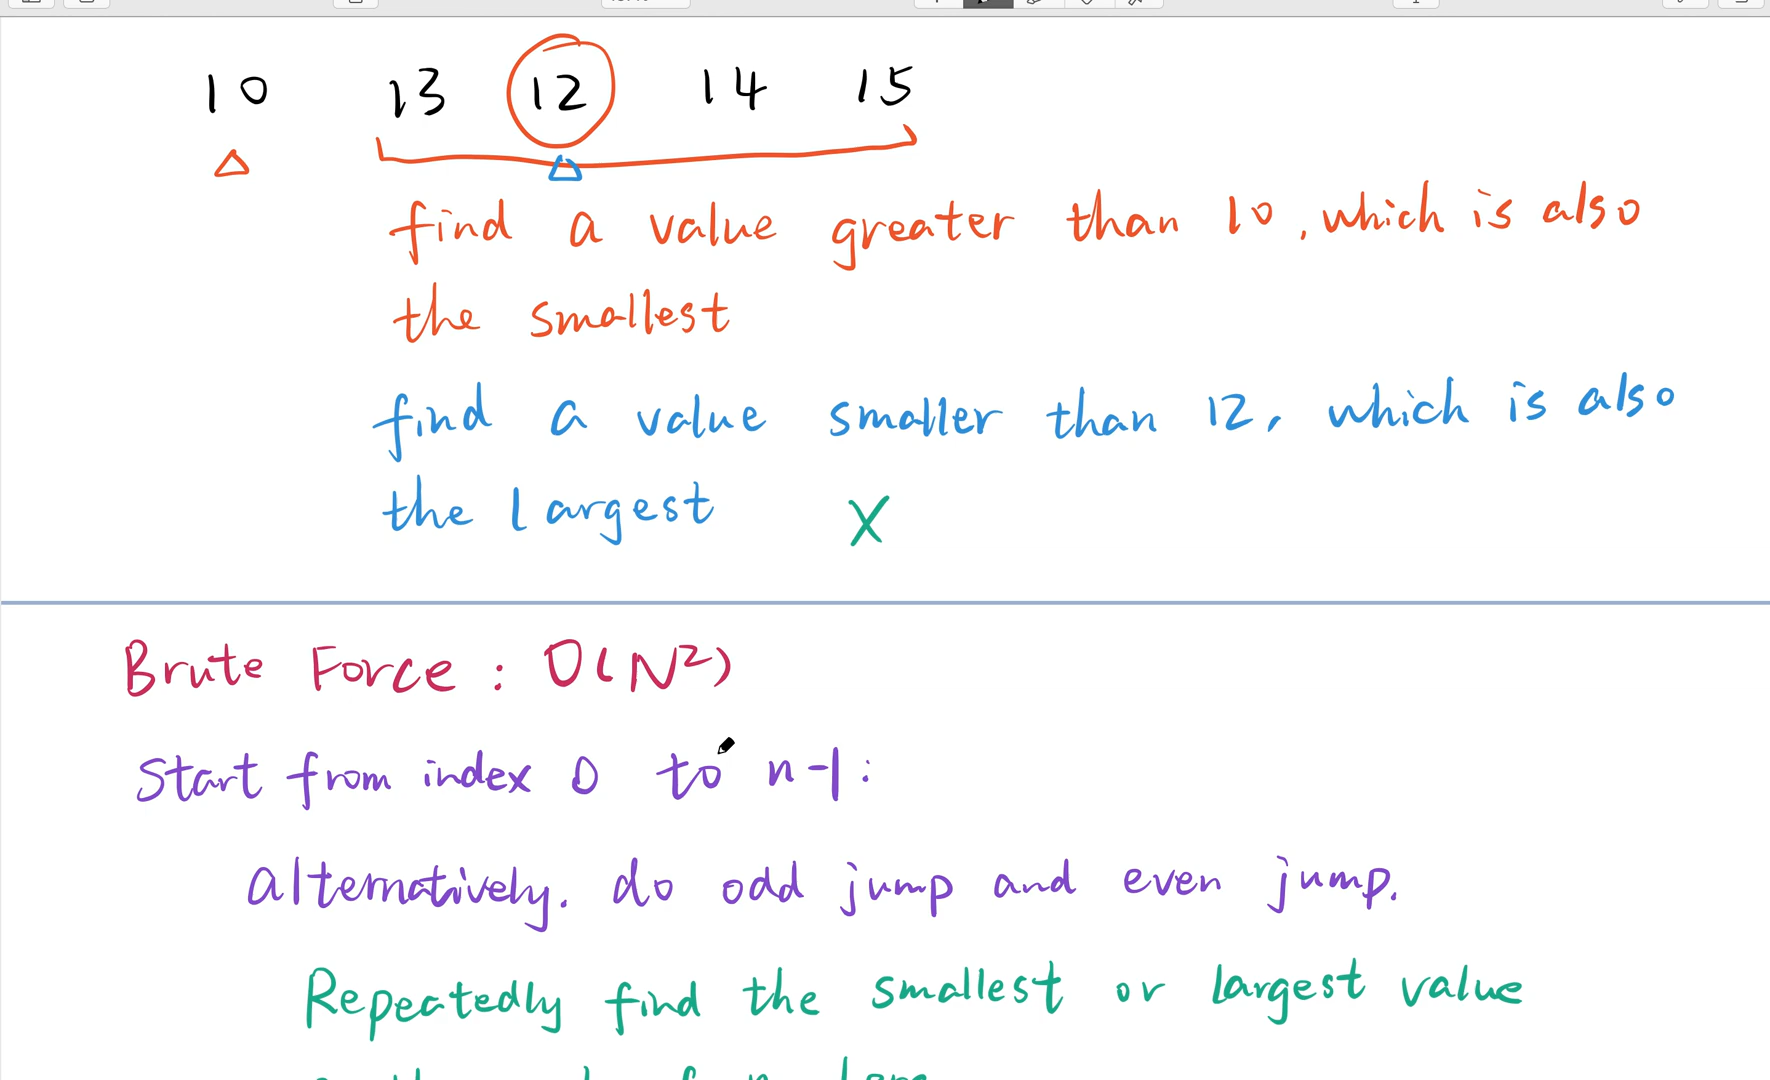 10 13 12 14 15
find a value greater than 10, which is also
the smallest
find a value smaller than 12, which is also
the largest X
Brute Force : O(N²)
Start from index 0 to n-1:
alternatively. do odd jump and even jump.
Repeatedly find the smallest or largest value